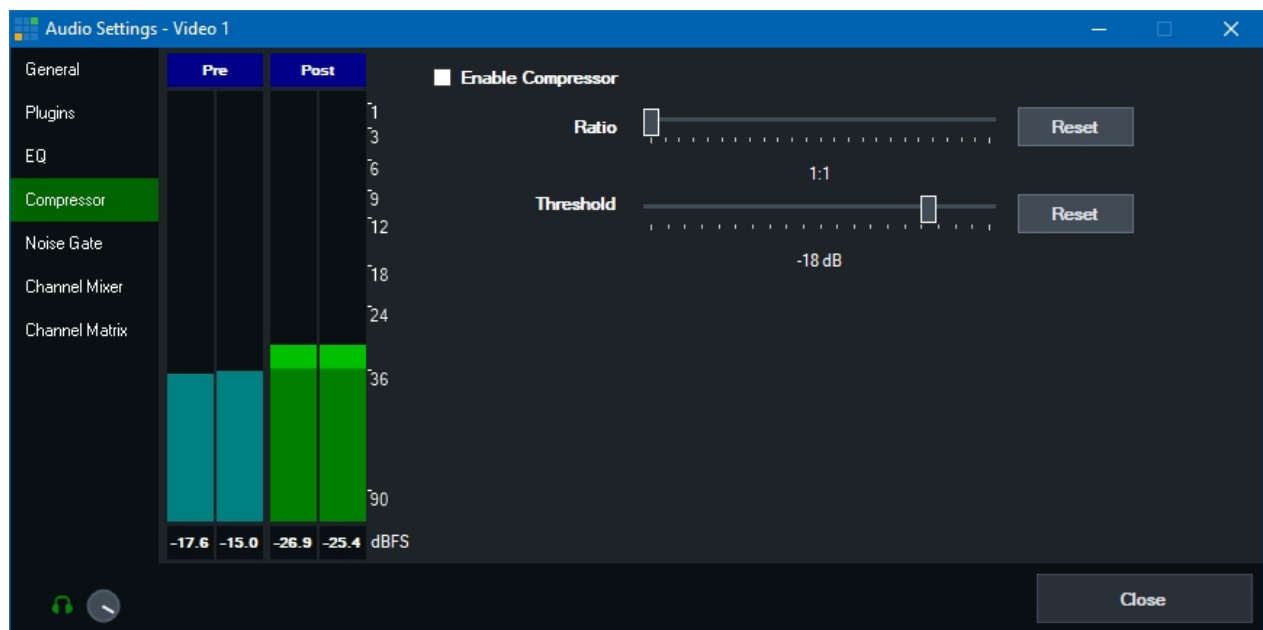 Audio Settings - Video 1
General
Plugins
EQ
Compressor
Noise Gate
Channel Mixer
Channel Matrix
Pre Post
1
3
6
9
12
18
24
36
90
-17.6 -15.0 -26.9 -25.4 dBFS
Enable Compressor
Ratio Reset
1:1
Threshold Reset
-18 dB
Close